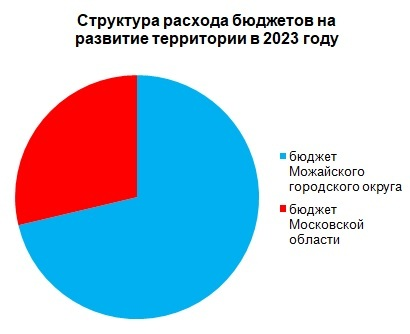 Структура расхода бюджетов на
развитие территории в 2023 году
бюджет
Можайского
городского округа
бюджет
Московской
области